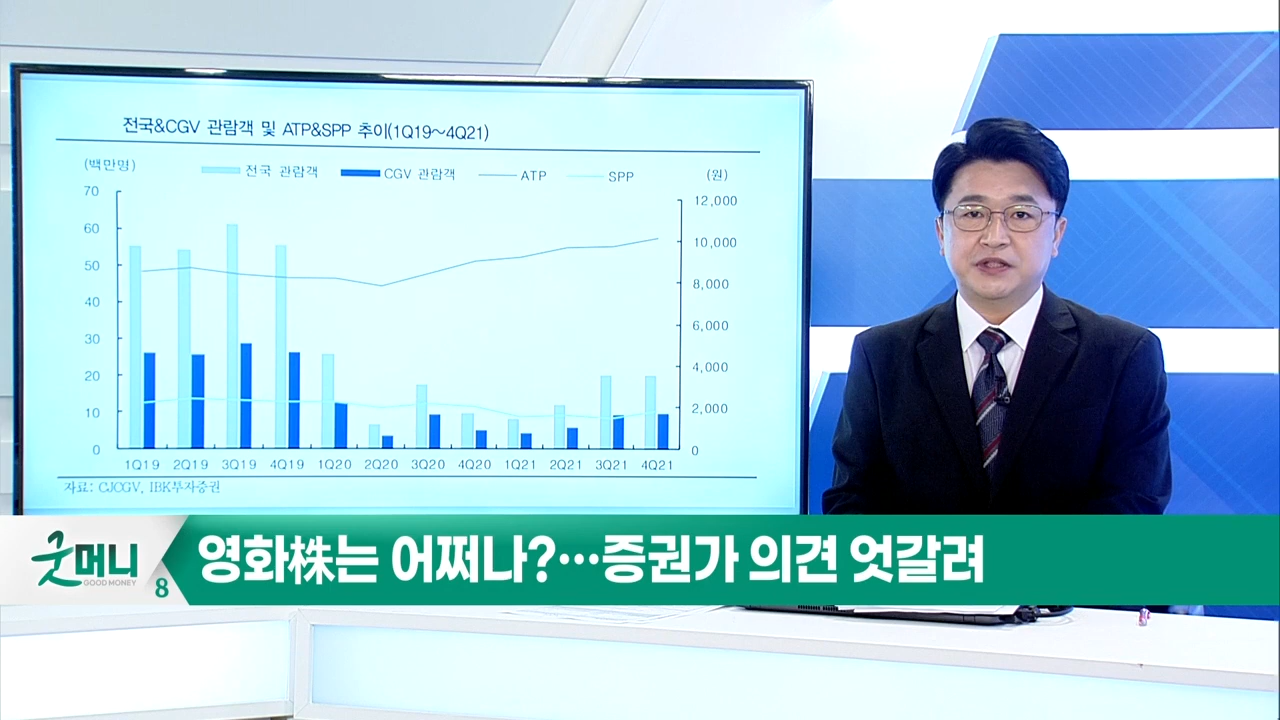 전국&CGV 관람객 및 ATP&SPP 추이(1Q19~4Q21)
(백만명) 전국 관람객 CGV 관람객 ATP SPP (원)
70
60
50
40
30
20
10
0
12,000
10,000
8,000
6,000
4,000
2,000
0
1Q19 2Q19 3Q19 4Q19 1Q20 2Q20 3Q20 4Q20 1Q21 2Q21 3Q21 4Q21
자료: CJCGV, IBK투자증권
굿머니
GOOD MONEY
8
영화株는 어쩌나?…증권가 의견 엇갈려